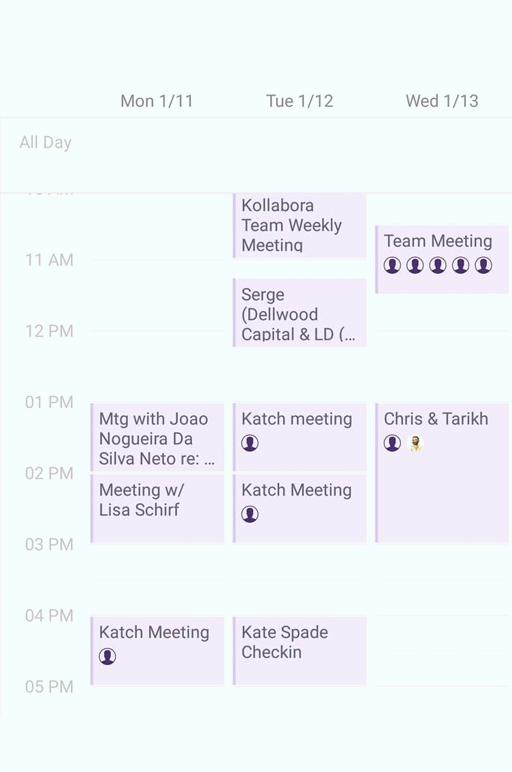 Mon 1/11
Tue 1/12
Wed 1/13
All Day
11 AM
12 PM
01 PM
02 PM
03 PM
04 PM
05 PM
Mtg with Joao
Nogueira Da
Silva Neto re: ...
Meeting w/
Lisa Schirf
Katch Meeting
Kollabora
Team Weekly
Meeting
Serge
(Dellwood
Capital & LD (...
Katch meeting
Katch Meeting
Kate Spade
Checkin
Team Meeting
Chris & Tarikh